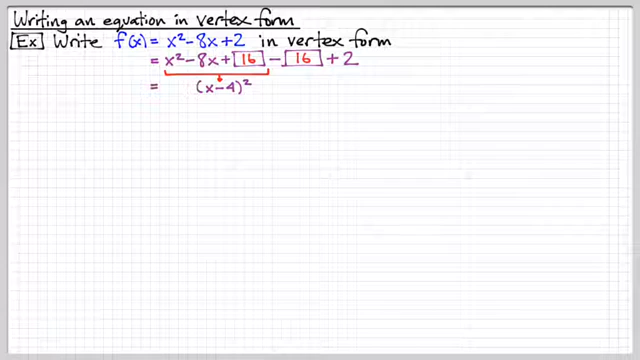 Writing an equation in vertex form
Ex Write f(x) = x² - 8x + 2 in vertex form
= x² - 8x + 16 - 16 + 2
= (x - 4)²